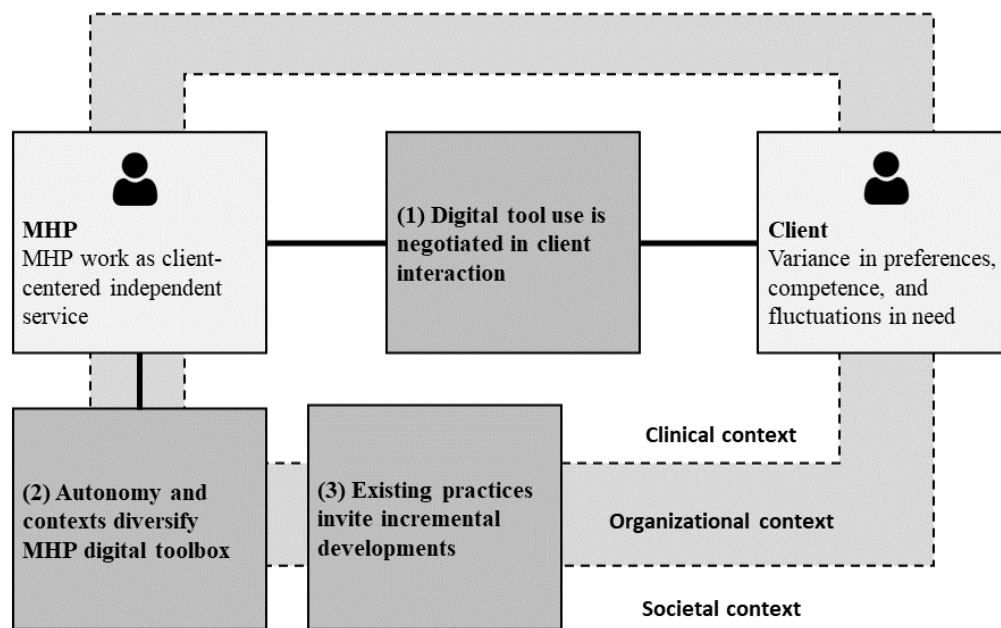 MHP
MHP work as client-
centered independent
service
(1) Digital tool use is
negotiated in client
interaction
Client
Variance in preferences,
competence, and
fluctuations in need
(2) Autonomy and
contexts diversify
MHP digital toolbox
(3) Existing practices
invite incremental
developments
Clinical context
Organizational context
Societal context